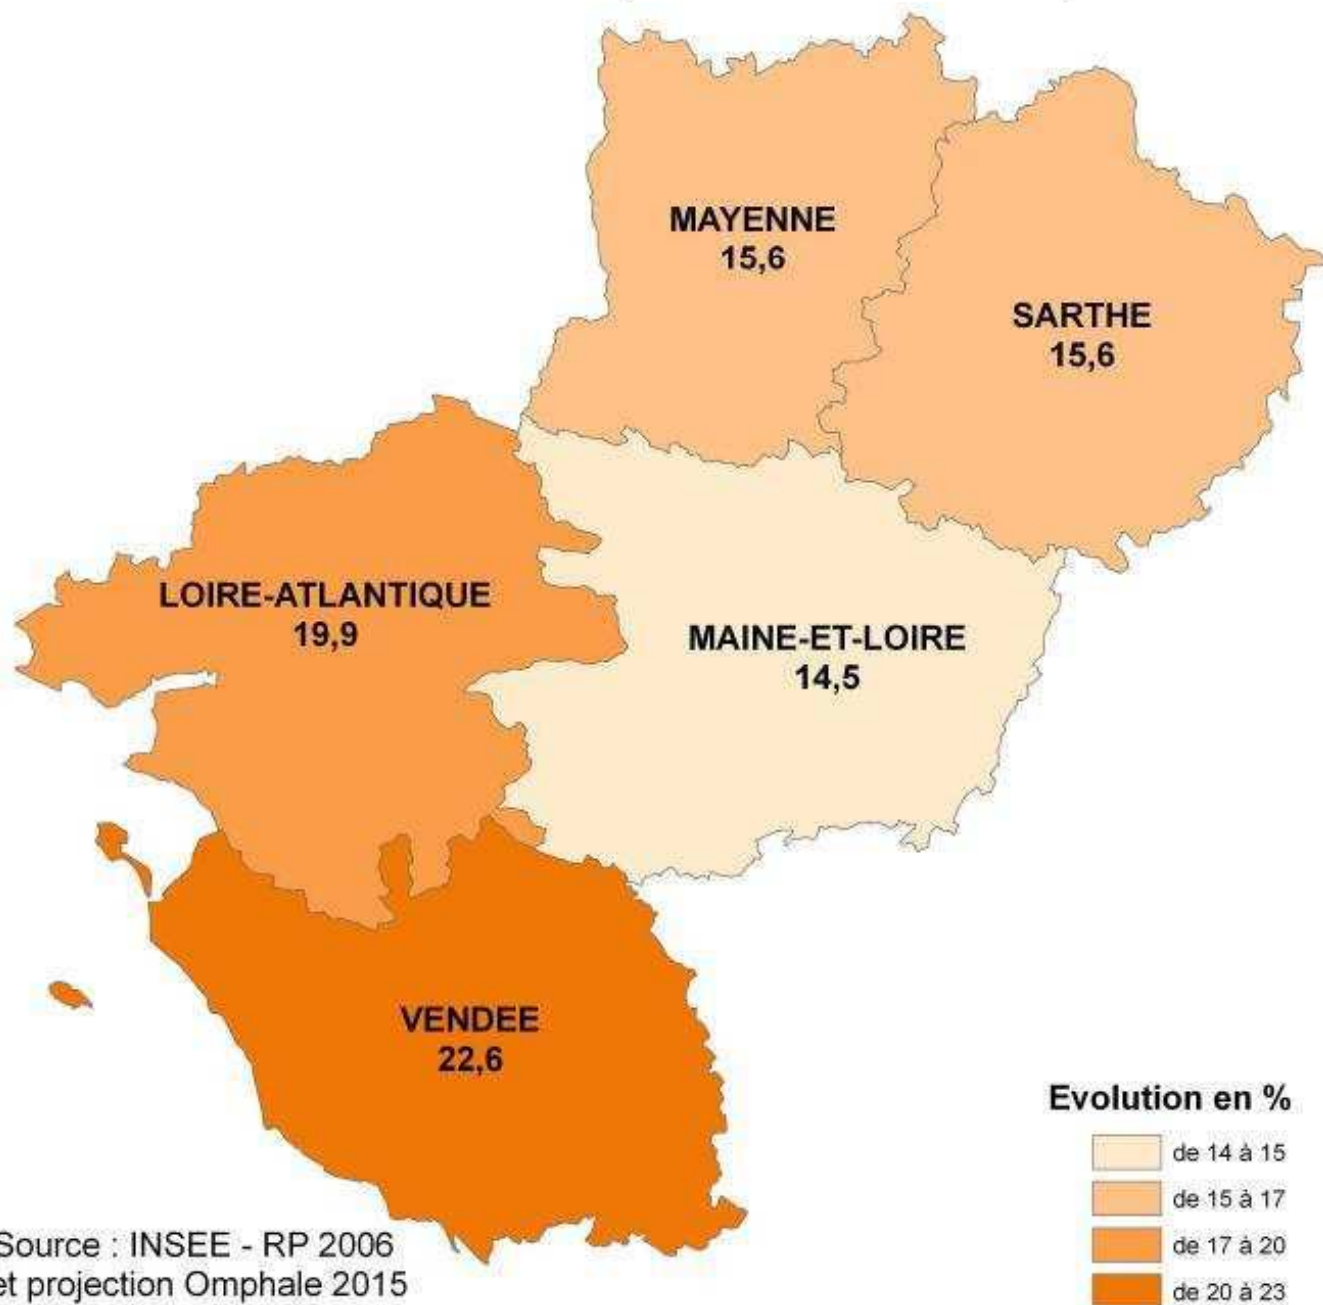 MAYENNE
15,6
SARTHE
15,6
LOIRE-ATLANTIQUE
19,9
MAINE-ET-LOIRE
14,5
VENDEE
22,6
Evolution en %
de 14 à 15
de 15 à 17
de 17 à 20
de 20 à 23
Source : INSEE - RP 2006
et projection Omphale 2015